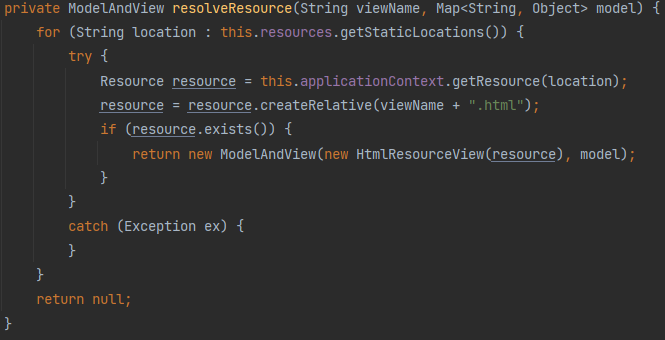 private ModelAndView resolveResource(String viewName, Map<String, Object> model) {
    for (String location : this.resources.getStaticLocations()) {
        try {
            Resource resource = this.applicationContext.getResource(location);
            resource = resource.createRelative(viewName + ".html");
            if (resource.exists()) {
                return new ModelAndView(new HtmlResourceView(resource), model);
            }
        }
        catch (Exception ex) {
        }
    }
    return null;
}